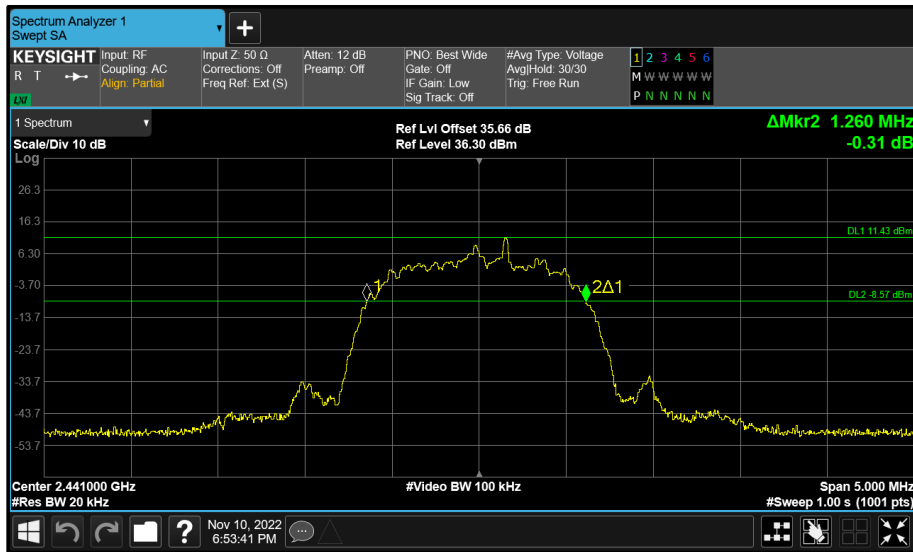 Spectrum Analyzer 1
Swept SA
+
KEYSIGHT
R T
LXI
Input: RF
Coupling: AC
Align: Partial
Input Z: 50 Ω
Corrections: Off
Freq Ref: Ext (S)
Atten: 12 dB
Preamp: Off
PNO: Best Wide
Gate: Off
IF Gain: Low
Sig Track: Off
#Avg Type: Voltage
Avg|Hold: 30/30
Trig: Free Run
1 2 3 4 5 6
M W W W W W
P N N N N N
1 Spectrum
Scale/Div 10 dB
Ref Lvl Offset 35.66 dB
Ref Level 36.30 dBm
ΔMkr2 1.260 MHz
-0.31 dB
Log
26.3
16.3
DL1 11.43 dBm
6.30
-3.70
1
2Δ1
DL2 -8.57 dBm
-13.7
-23.7
-33.7
-43.7
-53.7
Center 2.441000 GHz
#Res BW 20 kHz
#Video BW 100 kHz
Span 5.000 MHz
#Sweep 1.00 s (1001 pts)
?
Nov 10, 2022
6:53:41 PM